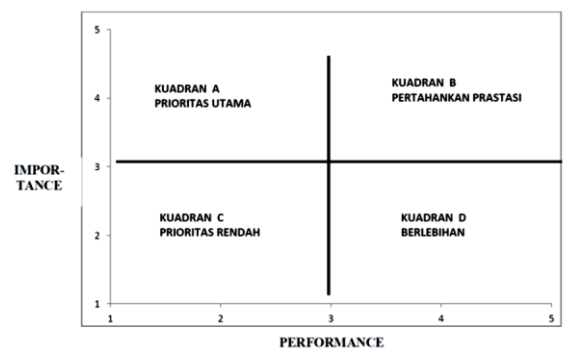 5
KUADRAN A
PRIORITAS UTAMA
KUADRAN B
PERTAHANKAN PRASTASI
4
IMPOR-
TANCE
3
KUADRAN C
PRIORITAS RENDAH
KUADRAN D
BERLEBIHAN
2
1
1 2 3 4 5
PERFORMANCE